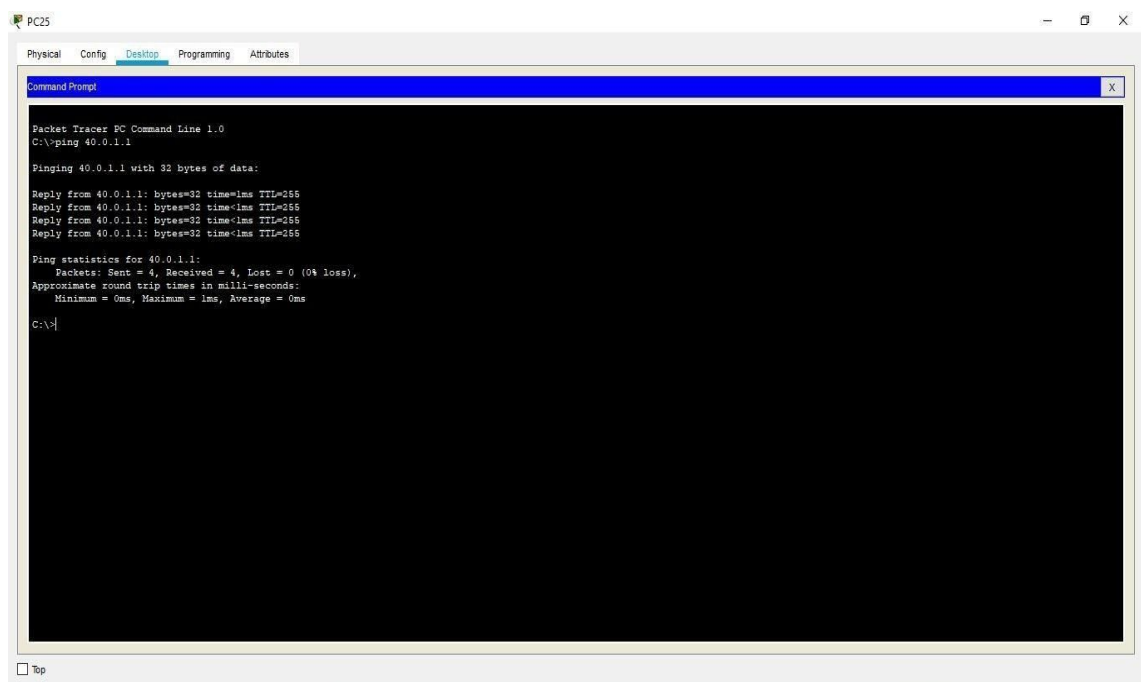 PC25
Physical Config Desktop Programming Attributes
Command Prompt
X
Packet Tracer PC Command Line 1.0
C:\>ping 40.0.1.1
Pinging 40.0.1.1 with 32 bytes of data:
Reply from 40.0.1.1: bytes=32 time=1ms TTL=255
Reply from 40.0.1.1: bytes=32 time<1ms TTL=255
Reply from 40.0.1.1: bytes=32 time<1ms TTL=255
Reply from 40.0.1.1: bytes=32 time<1ms TTL=255
Ping statistics for 40.0.1.1:
Packets: Sent = 4, Received = 4, Lost = 0 (0% loss),
Approximate round trip times in milli-seconds:
Minimum = 0ms, Maximum = 1ms, Average = 0ms
C:\>
Top